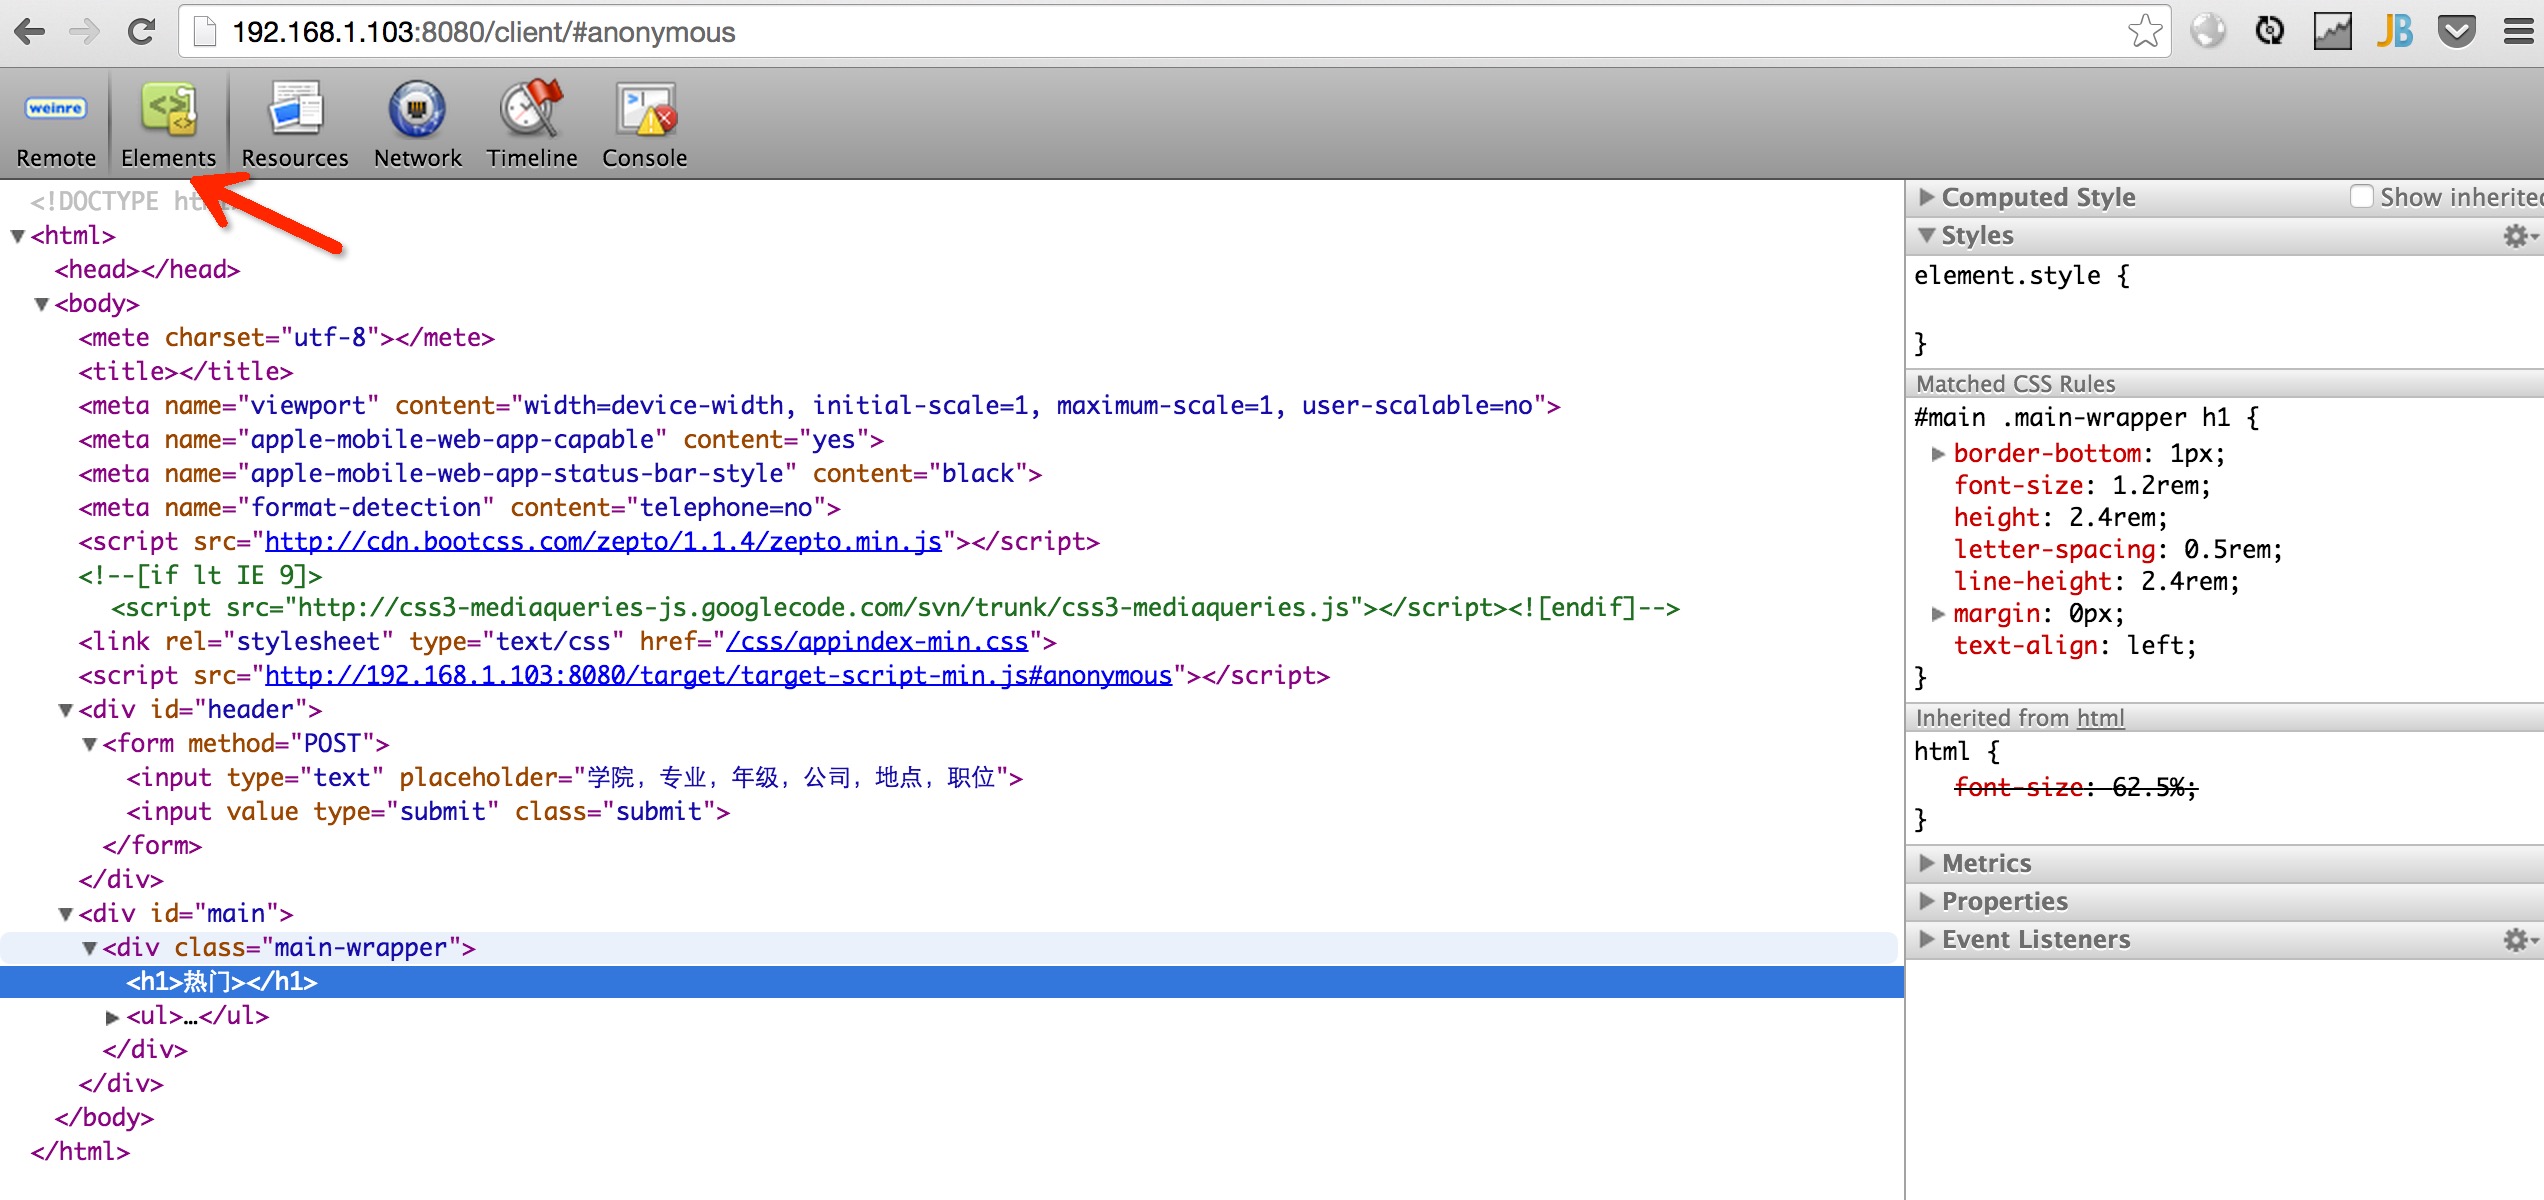 192.168.1.103:8080/client/#anonymous
JB
weinre
Remote
Elements
Resources
Network
Timeline
Console
<!DOCTYPE
<html>
<head></head>
<body>
<mete charset="utf-8"></mete>
<title></title>
<meta name="viewport" content="width=device-width, initial-scale=1, maximum-scale=1, user-scalable=no">
<meta name="apple-mobile-web-app-capable" content="yes">
<meta name="apple-mobile-web-app-status-bar-style" content="black">
<meta name="format-detection" content="telephone=no">
<script src="http://cdn.bootcss.com/zepto/1.1.4/zepto.min.js"></script>
<!--[if lt IE 9]>
<script src="http://css3-mediaqueries-js.googlecode.com/svn/trunk/css3-mediaqueries.js"></script><![endif]-->
<link rel="stylesheet" type="text/css" href="/css/appindex-min.css">
<script src="http://192.168.1.103:8080/target/target-script-min.js#anonymous"></script>
<div id="header">
<form method="POST">
<input type="text" placeholder="学院，专业，年级，公司，地点，职位">
<input value type="submit" class="submit">
</form>
</div>
<div id="main">
<div class="main-wrapper">
<h1>热门></h1>
<ul>…</ul>
</div>
</div>
</body>
</html>
Computed Style
Show inherited
Styles
element.style {
}
Matched CSS Rules
#main .main-wrapper h1 {
border-bottom: 1px;
font-size: 1.2rem;
height: 2.4rem;
letter-spacing: 0.5rem;
line-height: 2.4rem;
margin: 0px;
text-align: left;
}
Inherited from html
html {
font-size: 62.5%;
}
Metrics
Properties
Event Listeners